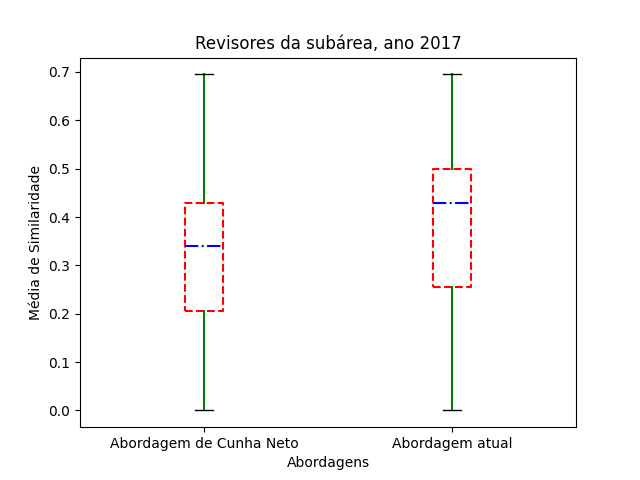 Revisores da subárea, ano 2017
Média de Similaridade
0.7
0.6
0.5
0.4
0.3
0.2
0.1
0.0
Abordagem de Cunha Neto
Abordagem atual
Abordagens